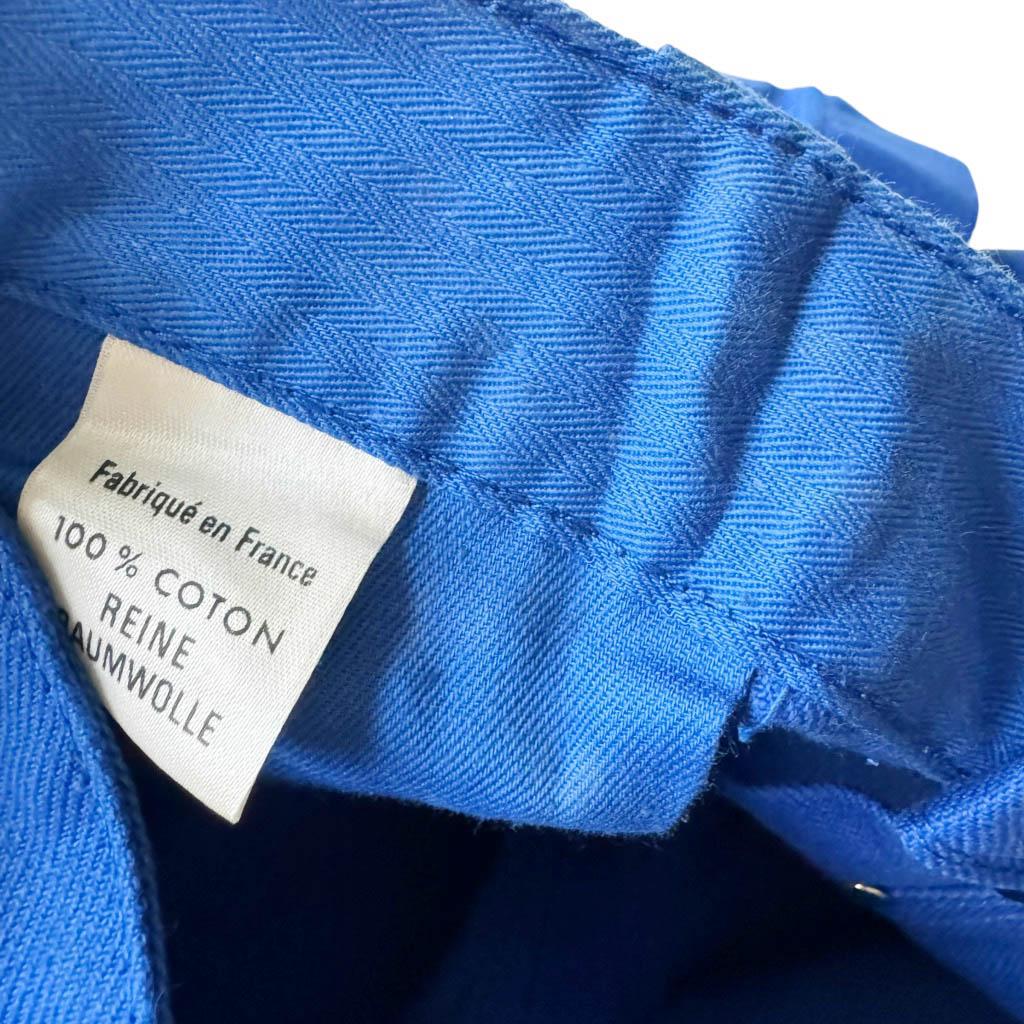 Fabriqué en France
100 % COTON
REINE
BAUMWOLLE